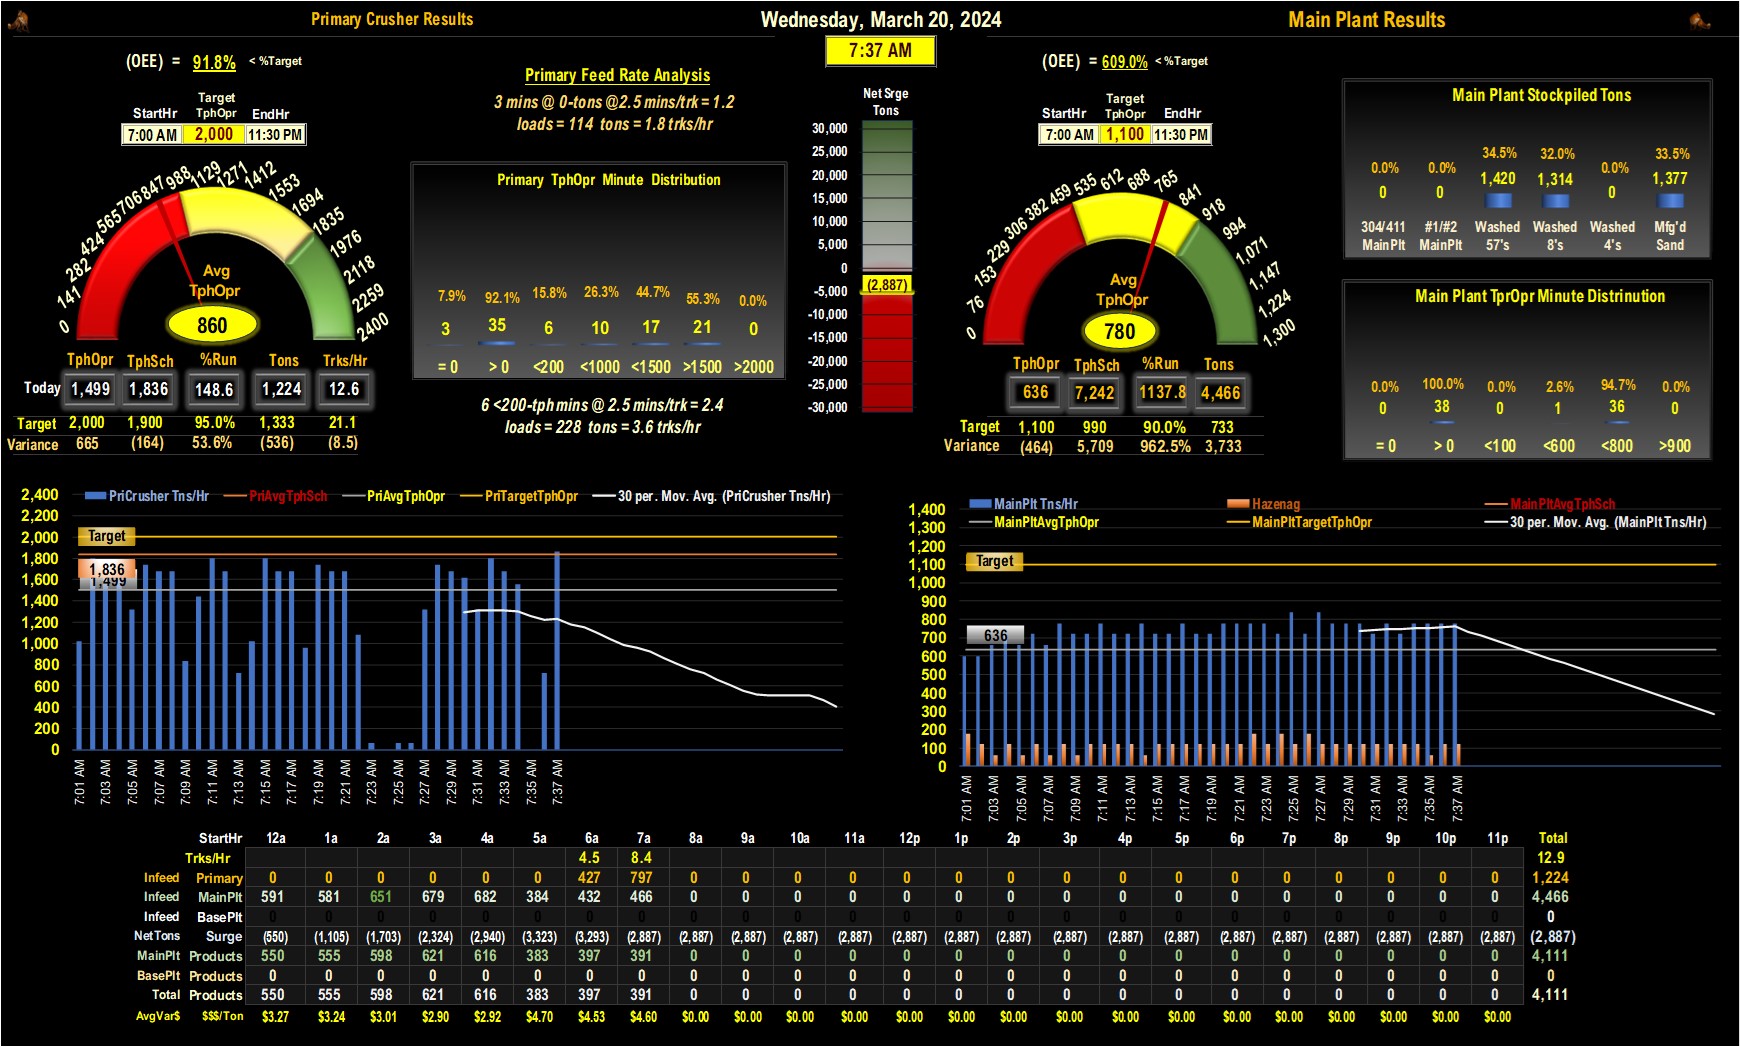 Primary Crusher Results
Wednesday, March 20, 2024
Main Plant Results
7:37 AM
(OEE) = 91.8% < %Target
Target
StartHr TphOpr EndHr
7:00 AM 2,000 11:30 PM
0 141 282 424 565 706 847 988 1129 1271 1412 1553 1694 1835 1976 2118 2259 2400
Avg
TphOpr
860
TphOpr TphSch %Run Tons Trks/Hr
Today 1,499 1,836 148.6 1,224 12.6
Target 2,000 1,900 95.0% 1,333 21.1
Variance 665 (164) 53.6% (536) (8.5)
Primary Feed Rate Analysis
3 mins @ 0-tons @2.5 mins/trk = 1.2
loads = 114 tons = 1.8 trks/hr
Primary TphOpr Minute Distribution
7.9% 92.1% 15.8% 26.3% 44.7% 55.3% 0.0%
3 35 6 10 17 21 0
= 0 > 0 <200 <1000 <1500 >1500 >2000
6 <200-tph mins @ 2.5 mins/trk = 2.4
loads = 228 tons = 3.6 trks/hr
Net Srge
Tons
30,000
25,000
20,000
15,000
10,000
5,000
0
(2,887)
-5,000
-10,000
-15,000
-20,000
-25,000
-30,000
(OEE) = 609.0% < %Target
Target
StartHr TphOpr EndHr
7:00 AM 1,100 11:30 PM
0 76 153 229 306 382 459 535 612 688 765 841 918 994 1,071 1,147 1,224 1,300
Avg
TphOpr
780
TphOpr TphSch %Run Tons
636 7,242 1137.8 4,466
Target 1,100 990 90.0% 733
Variance (464) 5,709 962.5% 3,733
Main Plant Stockpiled Tons
0.0% 0.0% 34.5% 32.0% 0.0% 33.5%
0 0 1,420 1,314 0 1,377
304/411 #1/#2 Washed Washed Washed Mfg'd
MainPlt MainPlt 57's 8's 4's Sand
Main Plant TprOpr Minute Distrinution
0.0% 100.0% 0.0% 2.6% 94.7% 0.0%
0 38 0 1 36 0
= 0 > 0 <100 <600 <800 >900
PriCrusher Tns/Hr PriAvgTphSch PriAvgTphOpr PriTargetTphOpr 30 per. Mov. Avg. (PriCrusher Tns/Hr)
2,400
2,200
2,000
1,800
1,600
1,400
1,200
1,000
800
600
400
200
0
Target
1,836
1,499
7:01 AM 7:03 AM 7:05 AM 7:07 AM 7:09 AM 7:11 AM 7:13 AM 7:15 AM 7:17 AM 7:19 AM 7:21 AM 7:23 AM 7:25 AM 7:27 AM 7:29 AM 7:31 AM 7:33 AM 7:35 AM 7:37 AM
MainPlt Tns/Hr Hazenag MainPltAvgTphSch
MainPltAvgTphOpr MainPltTargetTphOpr 30 per. Mov. Avg. (MainPlt Tns/Hr)
1,400
1,300
1,200
1,100
1,000
900
800
700
600
500
400
300
200
100
0
Target
636
7:01 AM 7:03 AM 7:05 AM 7:07 AM 7:09 AM 7:11 AM 7:13 AM 7:15 AM 7:17 AM 7:19 AM 7:21 AM 7:23 AM 7:25 AM 7:27 AM 7:29 AM 7:31 AM 7:33 AM 7:35 AM 7:37 AM
StartHr 12a 1a 2a 3a 4a 5a 6a 7a 8a 9a 10a 11a 12p 1p 2p 3p 4p 5p 6p 7p 8p 9p 10p 11p Total
Trks/Hr 4.5 8.4 12.9
Infeed Primary 0 0 0 0 0 0 427 797 0 0 0 0 0 0 0 0 0 0 0 0 0 0 0 0 1,224
Infeed MainPlt 591 581 651 679 682 384 432 466 0 0 0 0 0 0 0 0 0 0 0 0 0 0 0 0 4,466
Infeed BasePlt 0 0 0 0 0 0 0 0 0 0 0 0 0 0 0 0 0 0 0 0 0 0 0 0 0
NetTons Surge (550) (1,105) (1,703) (2,324) (2,940) (3,323) (3,293) (2,887) (2,887) (2,887) (2,887) (2,887) (2,887) (2,887) (2,887) (2,887) (2,887) (2,887) (2,887) (2,887) (2,887) (2,887) (2,887) (2,887) (2,887)
MainPlt Products 550 555 598 621 616 383 397 391 0 0 0 0 0 0 0 0 0 0 0 0 0 0 0 0 4,111
BasePlt Products 0 0 0 0 0 0 0 0 0 0 0 0 0 0 0 0 0 0 0 0 0 0 0 0 0
Total Products 550 555 598 621 616 383 397 391 0 0 0 0 0 0 0 0 0 0 0 0 0 0 0 0 4,111
AvgVar$ $$$/Ton $3.27 $3.24 $3.01 $2.90 $2.92 $4.70 $4.53 $4.60 $0.00 $0.00 $0.00 $0.00 $0.00 $0.00 $0.00 $0.00 $0.00 $0.00 $0.00 $0.00 $0.00 $0.00 $0.00 $0.00